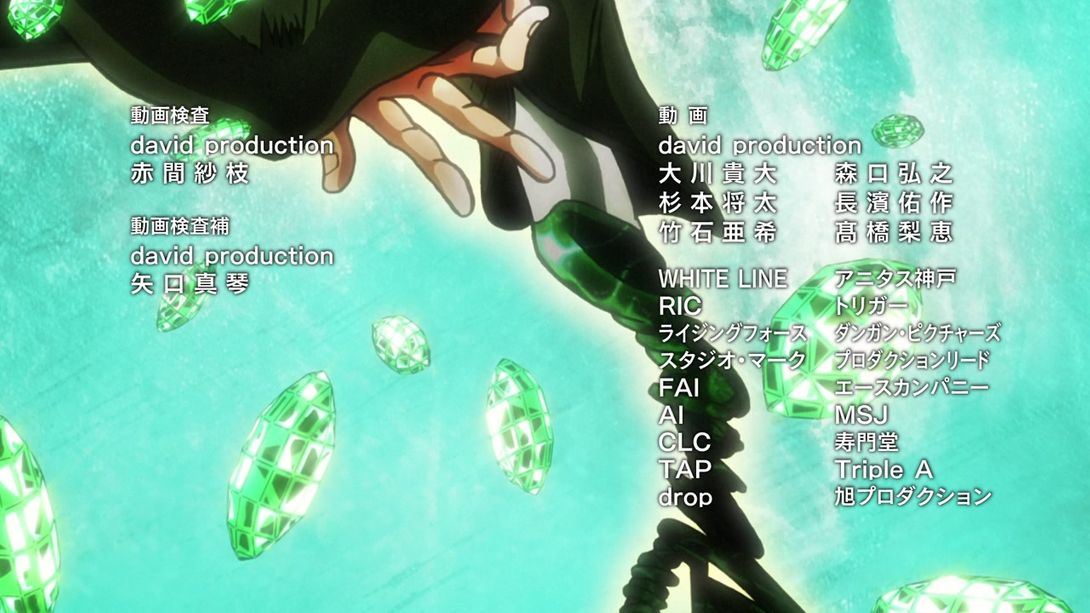 動画検査
david production
赤間紗枝
動画検査補
david production
矢口真琴
動画
david production
大川貴大 森口弘之
杉本将太 長濱佑作
竹石亜希 髙橋梨恵
WHITE LINE アニタス神戸
RIC トリガー
ライジングフォース ダンガン・ピクチャーズ
スタジオ・マーク プロダクションリード
FAI エースカンパニー
AI MSJ
CLC 寿門堂
TAP Triple A
drop 旭プロダクション